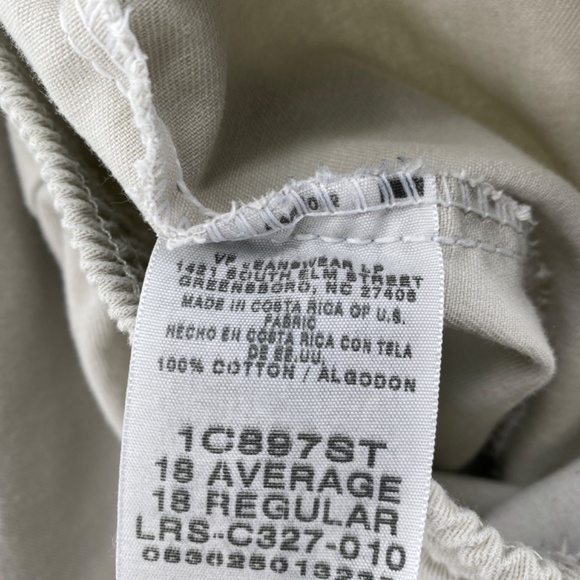 VF JEANSWEAR LP
1421 SOUTH ELM STREET
GREENSBORO, NC 27406
MADE IN COSTA RICA OF U.S.
FABRIC
HECHO EN COSTA RICA CON TELA
DE EE.UU.
100% COTTON / ALGODON
1C897ST
18 AVERAGE
18 REGULAR
LRS-C327-010